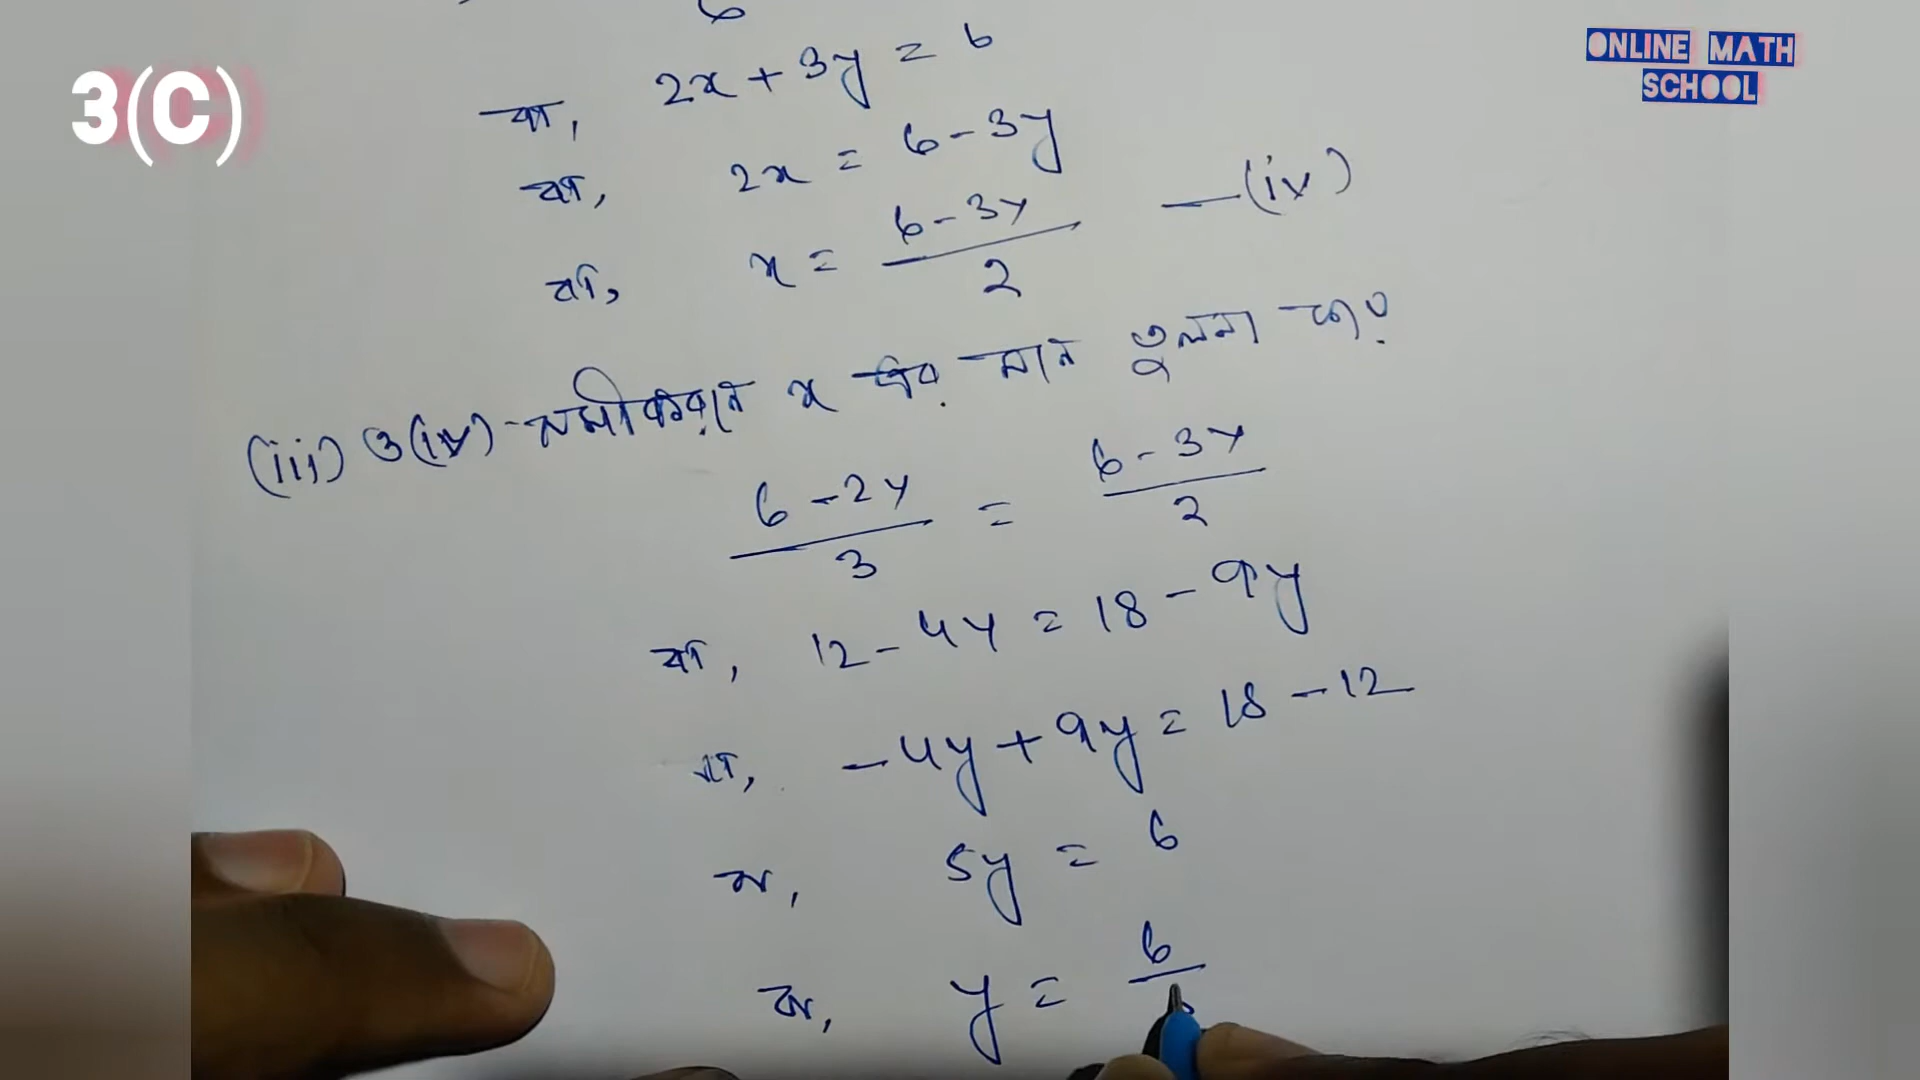 3(C)
ONLINE MATH
SCHOOL
বা, 2x + 3y = 6
বা, 2x = 6 - 3y
বা, x = (6 - 3y)/2 —(iv)
(iii) ও (iv) সমীকরণে x এর মান তুলনা করে
(6 - 2y)/3 = (6 - 3y)/2
বা, 12 - 4y = 18 - 9y
বা, -4y + 9y = 18 - 12
বা, 5y = 6
বা, y = 6/